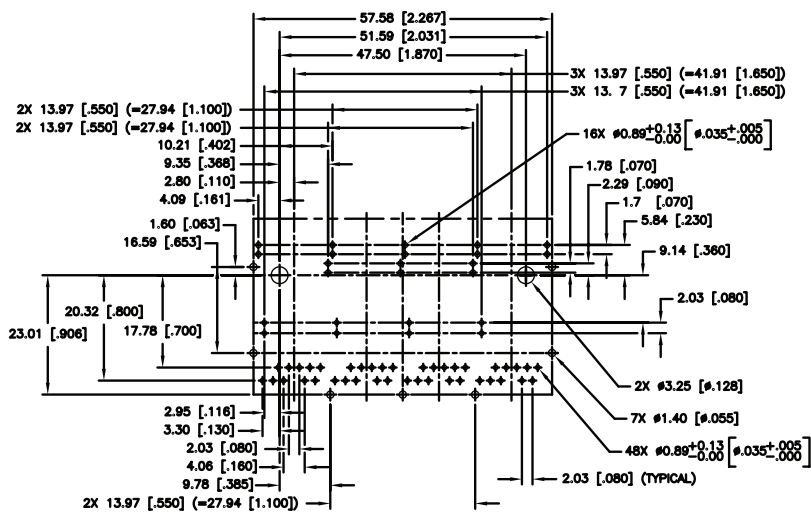 57.58 [2.267]
51.59 [2.031]
47.50 [1.870]
3X 13.97 [.550] (=41.91 [1.650])
3X 13. 7 [.550] (=41.91 [1.650])
2X 13.97 [.550] (=27.94 [1.100])
2X 13.97 [.550] (=27.94 [1.100])
16X ø0.89 +0.13 -0.00 [ø.035 +.005 -.000]
10.21 [.402]
1.78 [.070]
9.35 [.368]
2.29 [.090]
2.80 [.110]
1.7 [.070]
4.09 [.161]
5.84 [.230]
1.60 [.063]
16.59 [.653]
9.14 [.360]
20.32 [.800]
2.03 [.080]
23.01 [.906]
17.78 [.700]
2X ø3.25 [ø.128]
2.95 [.116]
7X ø1.40 [ø.055]
3.30 [.130]
2.03 [.080]
48X ø0.89 +0.13 -0.00 [ø.035 +.005 -.000]
4.06 [.160]
2.03 [.080] (TYPICAL)
9.78 [.385]
2X 13.97 [.550] (=27.94 [1.100])